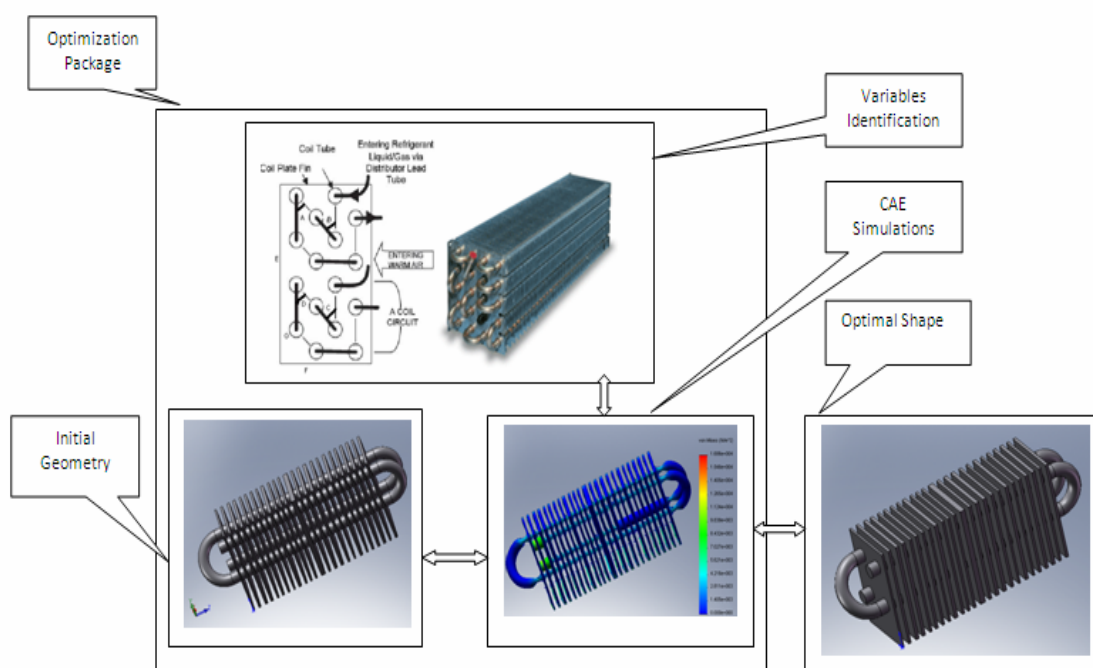 Optimization
Package
Variables
Identification
Coil Tube
Entering Refrigerant
Liquid/Gas via
Distributor Lead
Tube
Coil Plate Fin
A
B
E
ENTERING
WARM AIR
D
C
A COIL
CIRCUIT
F
CAE
Simulations
Optimal Shape
Initial
Geometry